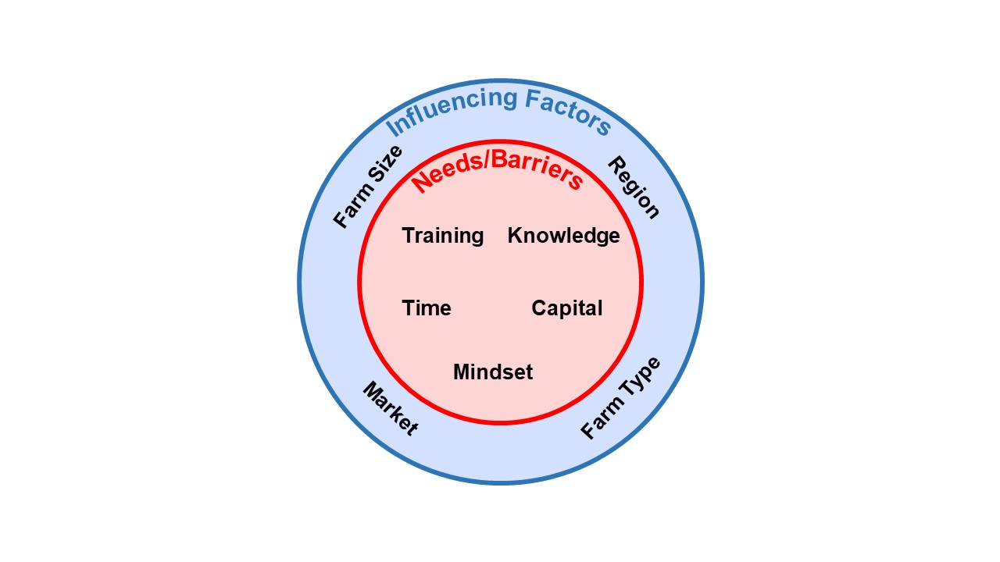 Influencing Factors
Needs/Barriers
Farm Size
Region
Training
Knowledge
Time
Capital
Mindset
Market
Farm Type